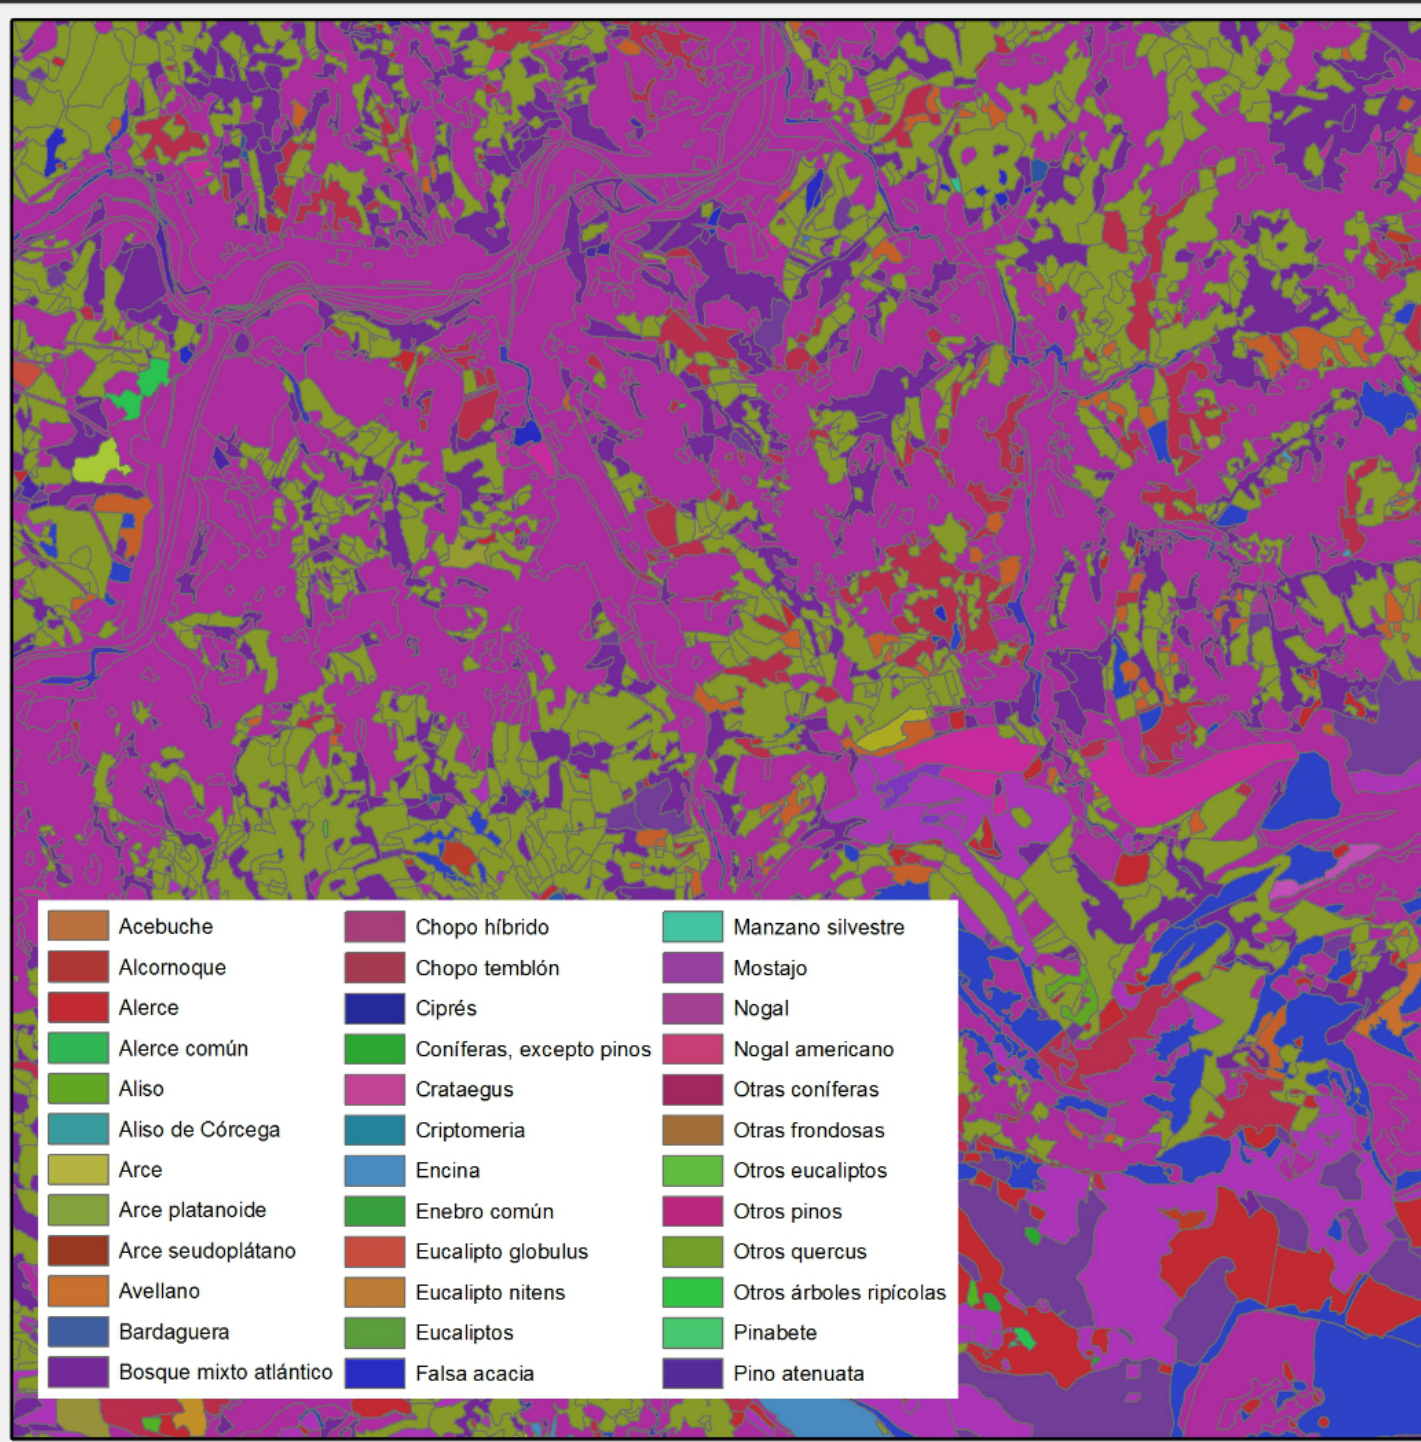 Acebuche
Alcornoque
Alerce
Alerce común
Aliso
Aliso de Córcega
Arce
Arce platanoide
Arce seudoplátano
Avellano
Bardaguera
Bosque mixto atlántico
Chopo híbrido
Chopo temblón
Ciprés
Coníferas, excepto pinos
Crataegus
Criptomeria
Encina
Enebro común
Eucalipto globulus
Eucalipto nitens
Eucaliptos
Falsa acacia
Manzano silvestre
Mostajo
Nogal
Nogal americano
Otras coníferas
Otras frondosas
Otros eucaliptos
Otros pinos
Otros quercus
Otros árboles ripícolas
Pinabete
Pino atenuata